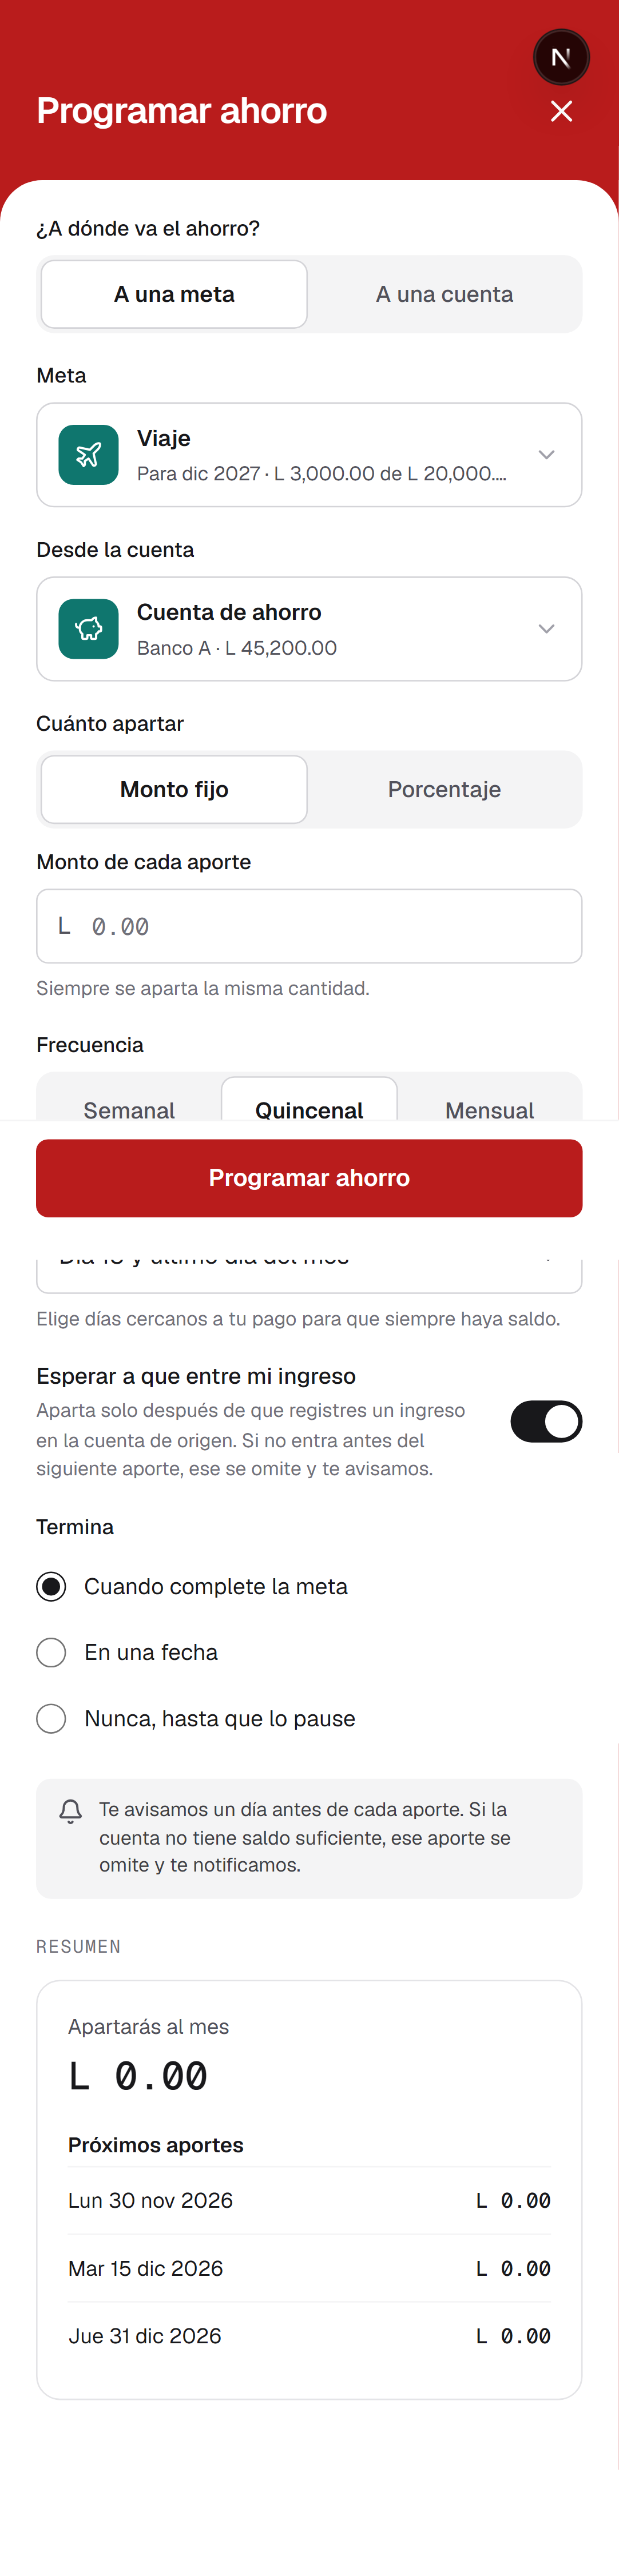 N
Programar ahorro
¿A dónde va el ahorro?
A una meta
A una cuenta
Meta
Viaje
Para dic 2027 · L 3,000.00 de L 20,000....
Desde la cuenta
Cuenta de ahorro
Banco A · L 45,200.00
Cuánto apartar
Monto fijo
Porcentaje
Monto de cada aporte
L 0.00
Siempre se aparta la misma cantidad.
Frecuencia
Semanal
Quincenal
Mensual
Programar ahorro
Día 15 y último día del mes
Elige días cercanos a tu pago para que siempre haya saldo.
Esperar a que entre mi ingreso
Aparta solo después de que registres un ingreso
en la cuenta de origen. Si no entra antes del
siguiente aporte, ese se omite y te avisamos.
Termina
Cuando complete la meta
En una fecha
Nunca, hasta que lo pause
Te avisamos un día antes de cada aporte. Si la
cuenta no tiene saldo suficiente, ese aporte se
omite y te notificamos.
RESUMEN
Apartarás al mes
L 0.00
Próximos aportes
Lun 30 nov 2026 L 0.00
Mar 15 dic 2026 L 0.00
Jue 31 dic 2026 L 0.00